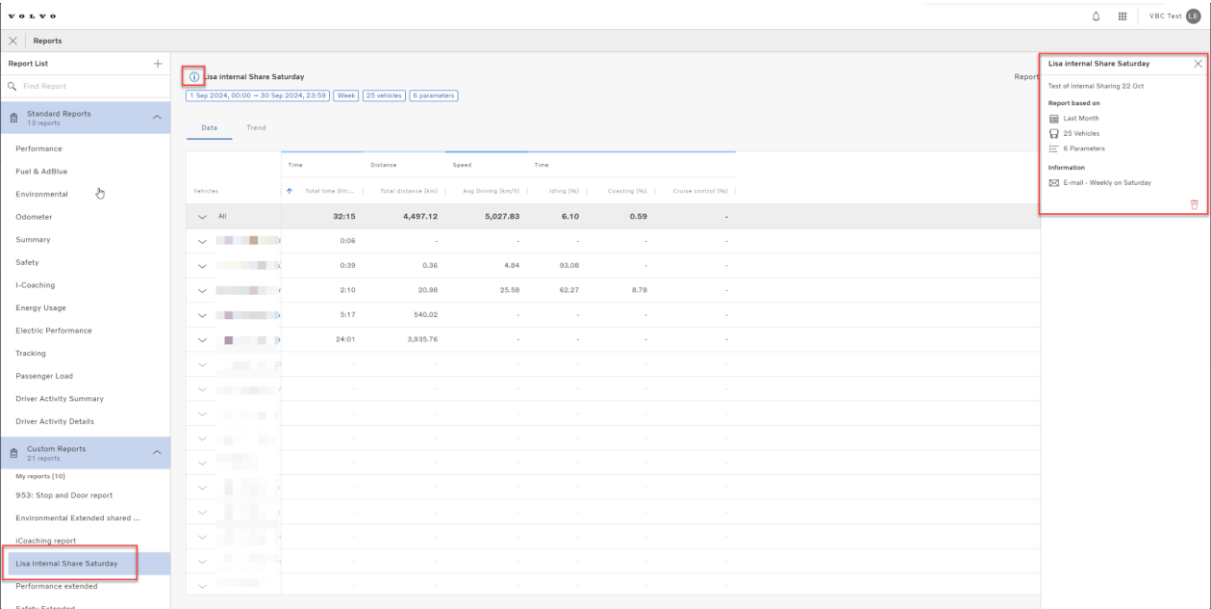 VOLVO
VBC Test LE
Reports
Report List
Find Report
Standard Reports
13 reports
Performance
Fuel & AdBlue
Environmental
Odometer
Summary
Safety
I-Coaching
Energy Usage
Electric Performance
Tracking
Passenger Load
Driver Activity Summary
Driver Activity Details
Custom Reports
21 reports
My reports (10)
953: Stop and Door report
Environmental Extended shared ...
iCoaching report
Lisa internal Share Saturday
Performance extended
Safety Extended
Lisa internal Share Saturday
Report
1 Sep 2024, 00:00 – 30 Sep 2024, 23:59 Week 25 vehicles 6 parameters
Data Trend
Time Distance Speed Time
Vehicles Total time (hh:... Total distance (km) Avg Driving (km/h) Idling (%) Coasting (%) Cruise control (%)
All 32:15 4,497.12 5,027.83 6.10 0.59 -
0:06 - - - - -
0:39 0.36 4.84 93.08 - -
2:10 20.98 25.58 62.27 8.78 -
5:17 540.02 - - - -
24:01 3,935.76 - - - -
Lisa internal Share Saturday
Test of Internal Sharing 22 Oct
Report based on
Last Month
25 Vehicles
6 Parameters
Information
E-mail - Weekly on Saturday